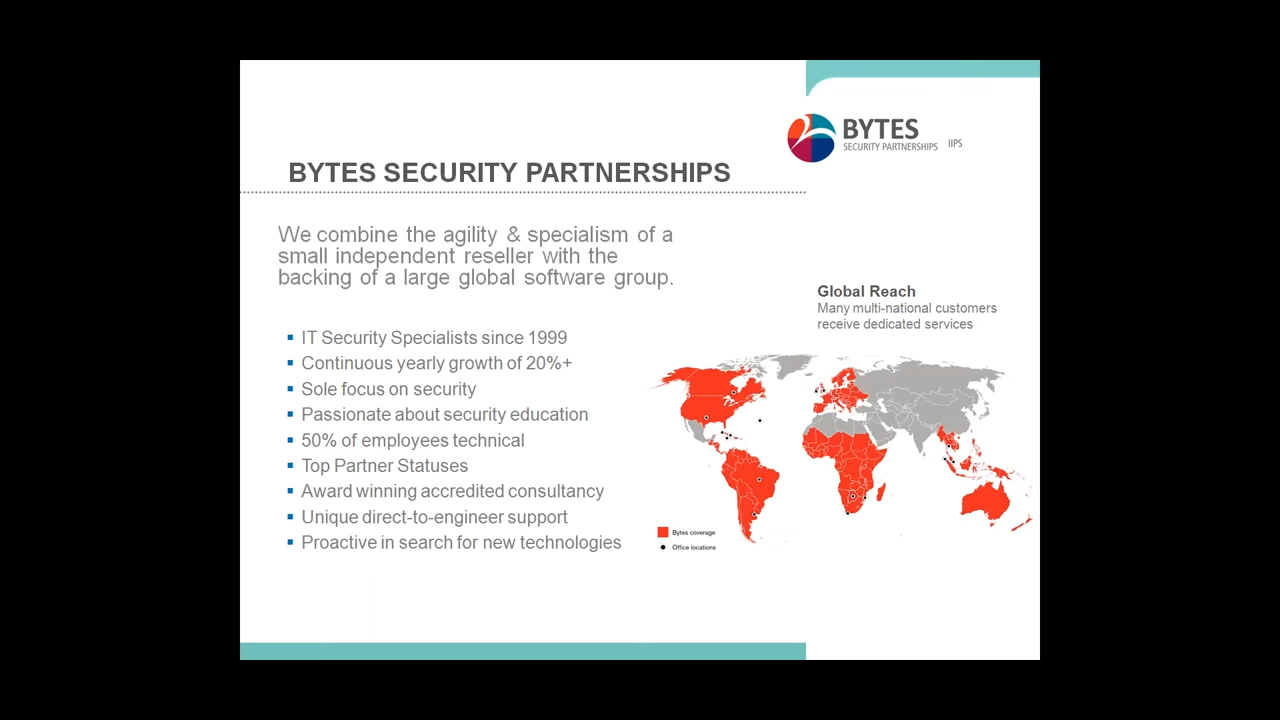 BYTES
SECURITY PARTNERSHIPS IIPS
BYTES SECURITY PARTNERSHIPS
We combine the agility & specialism of a
small independent reseller with the
backing of a large global software group.
▪ IT Security Specialists since 1999
▪ Continuous yearly growth of 20%+
▪ Sole focus on security
▪ Passionate about security education
▪ 50% of employees technical
▪ Top Partner Statuses
▪ Award winning accredited consultancy
▪ Unique direct-to-engineer support
▪ Proactive in search for new technologies
Global Reach
Many multi-national customers
receive dedicated services
Bytes coverage
Office locations